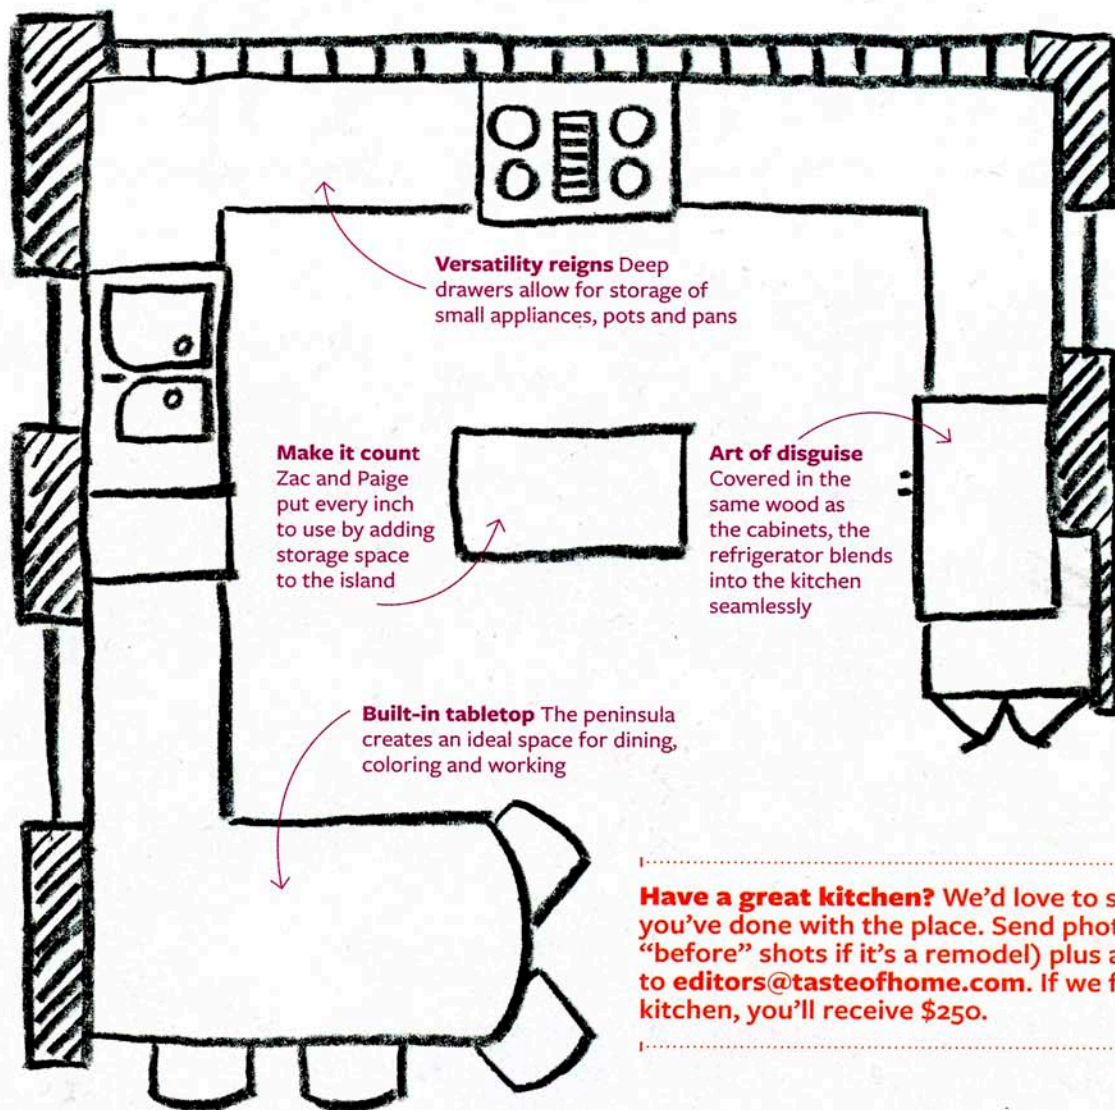 Versatility reigns Deep
drawers allow for storage of
small appliances, pots and pans
Make it count
Zac and Paige
put every inch
to use by adding
storage space
to the island
Art of disguise
Covered in the
same wood as
the cabinets, the
refrigerator blends
into the kitchen
seamlessly
Built-in tabletop The peninsula
creates an ideal space for dining,
coloring and working
Have a great kitchen? We’d love to
you’ve done with the place. Send
“before” shots if it’s a remodel) plus
to editors@tasteofhome.com. If we
kitchen, you’ll receive $250.